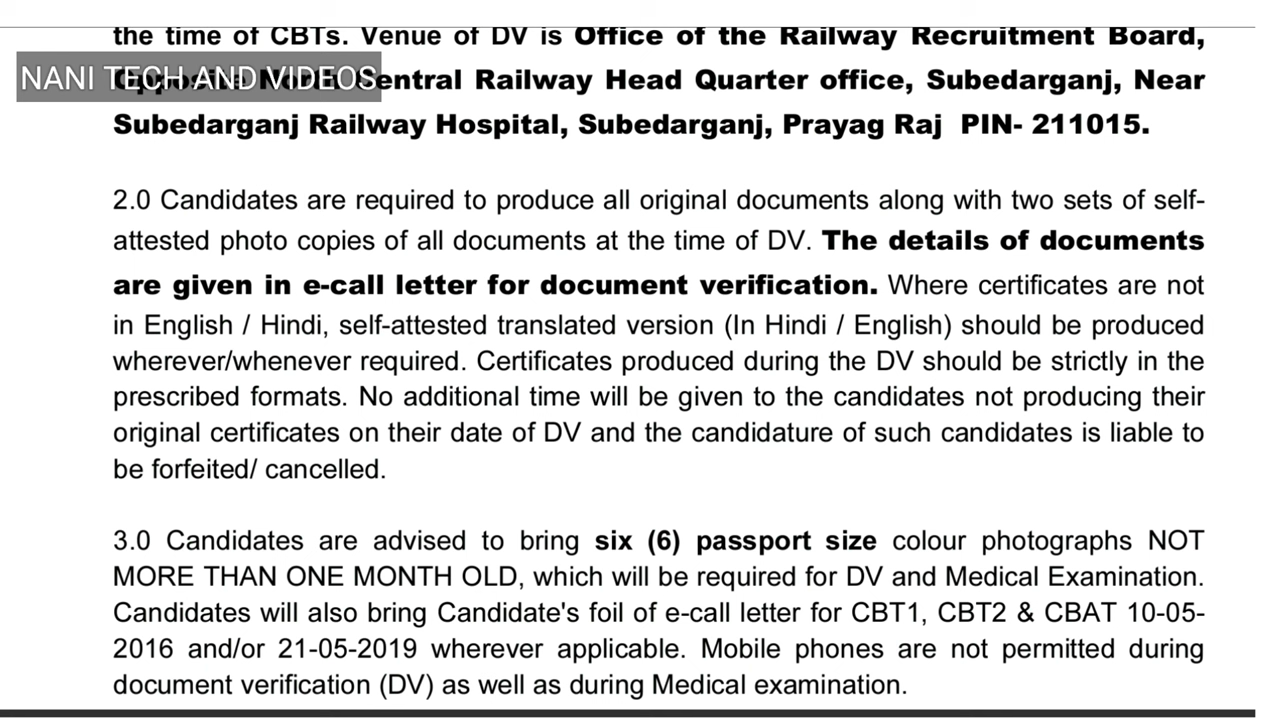 the time of CBTs. Venue of DV is Office of the Railway Recruitment Board,
NANI TECH AND VIDEOS
Opposite North Central Railway Head Quarter office, Subedarganj, Near
Subedarganj Railway Hospital, Subedarganj, Prayag Raj PIN- 211015.
2.0 Candidates are required to produce all original documents along with two sets of self-
attested photo copies of all documents at the time of DV. The details of documents
are given in e-call letter for document verification. Where certificates are not
in English / Hindi, self-attested translated version (In Hindi / English) should be produced
wherever/whenever required. Certificates produced during the DV should be strictly in the
prescribed formats. No additional time will be given to the candidates not producing their
original certificates on their date of DV and the candidature of such candidates is liable to
be forfeited/ cancelled.
3.0 Candidates are advised to bring six (6) passport size colour photographs NOT
MORE THAN ONE MONTH OLD, which will be required for DV and Medical Examination.
Candidates will also bring Candidate's foil of e-call letter for CBT1, CBT2 & CBAT 10-05-
2016 and/or 21-05-2019 wherever applicable. Mobile phones are not permitted during
document verification (DV) as well as during Medical examination.